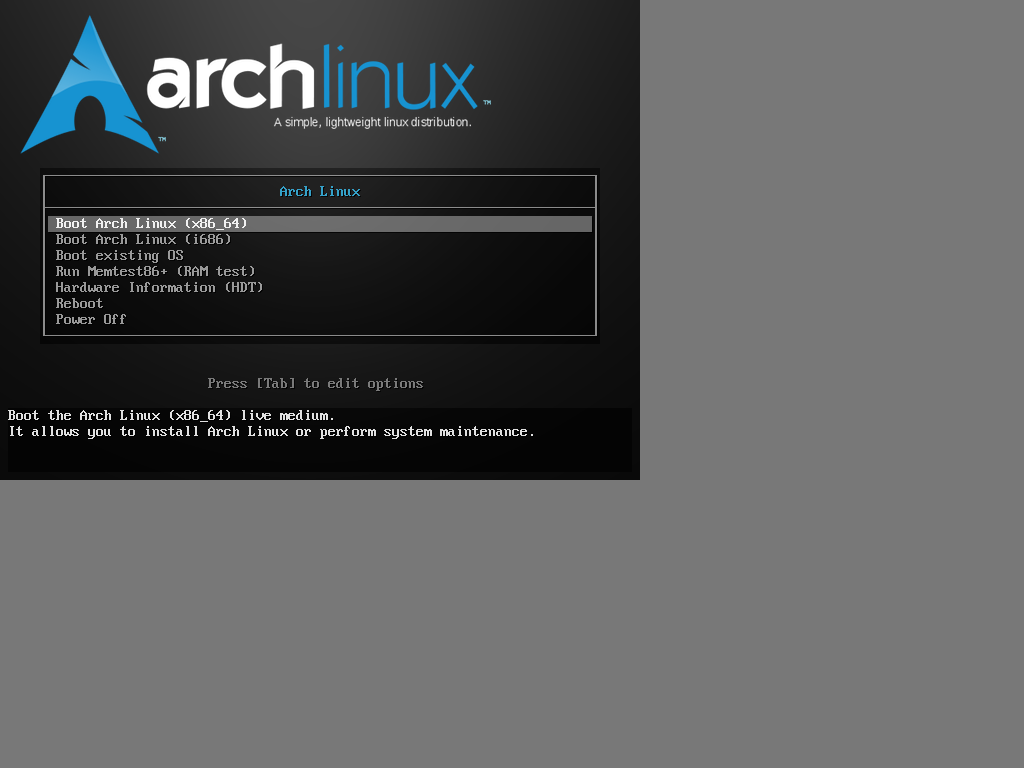 archlinux™
A simple, lightweight linux distribution.
™
Arch Linux
Boot Arch Linux (x86_64)
Boot Arch Linux (i686)
Boot existing OS
Run Memtest86+ (RAM test)
Hardware Information (HDT)
Reboot
Power Off
Press [Tab] to edit options
Boot the Arch Linux (x86_64) live medium.
It allows you to install Arch Linux or perform system maintenance.